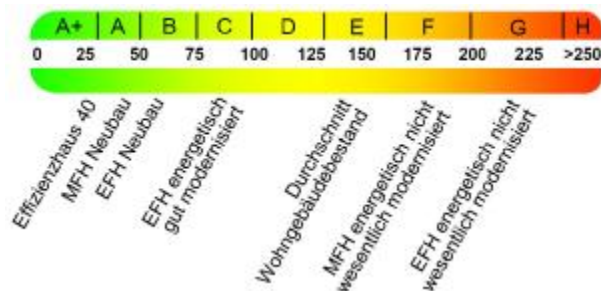 A+ A B C D E F G H
0 25 50 75 100 125 150 175 200 225 >250
Effizienzhaus 40
MFH Neubau
EFH Neubau
EFH energetisch
gut modernisiert
Durchschnitt
Wohngebäudebestand
MFH energetisch nicht
wesentlich modernisiert
EFH energetisch nicht
wesentlich modernisiert